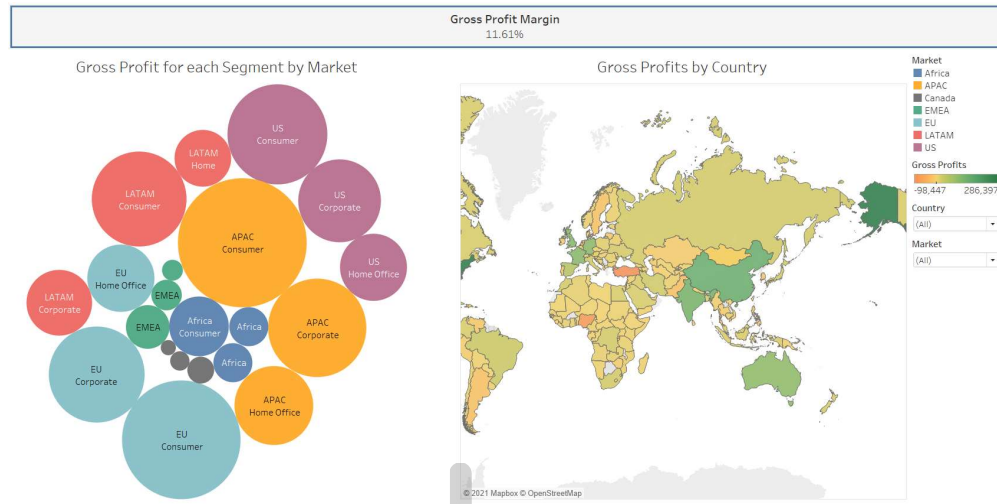 Gross Profit Margin
11.61%
Gross Profit for each Segment by Market
US
Consumer
LATAM
Home
LATAM
Consumer
US
Corporate
APAC
Consumer
US
Home Office
EU
Home Office
EMEA
LATAM
Corporate
EMEA
Africa
Consumer
Africa
APAC
Corporate
Africa
EU
Corporate
APAC
Home Office
EU
Consumer
Gross Profits by Country
© 2021 Mapbox © OpenStreetMap
Market
Africa
APAC
Canada
EMEA
EU
LATAM
US
Gross Profits
-98,447 286,397
Country
(All)
Market
(All)